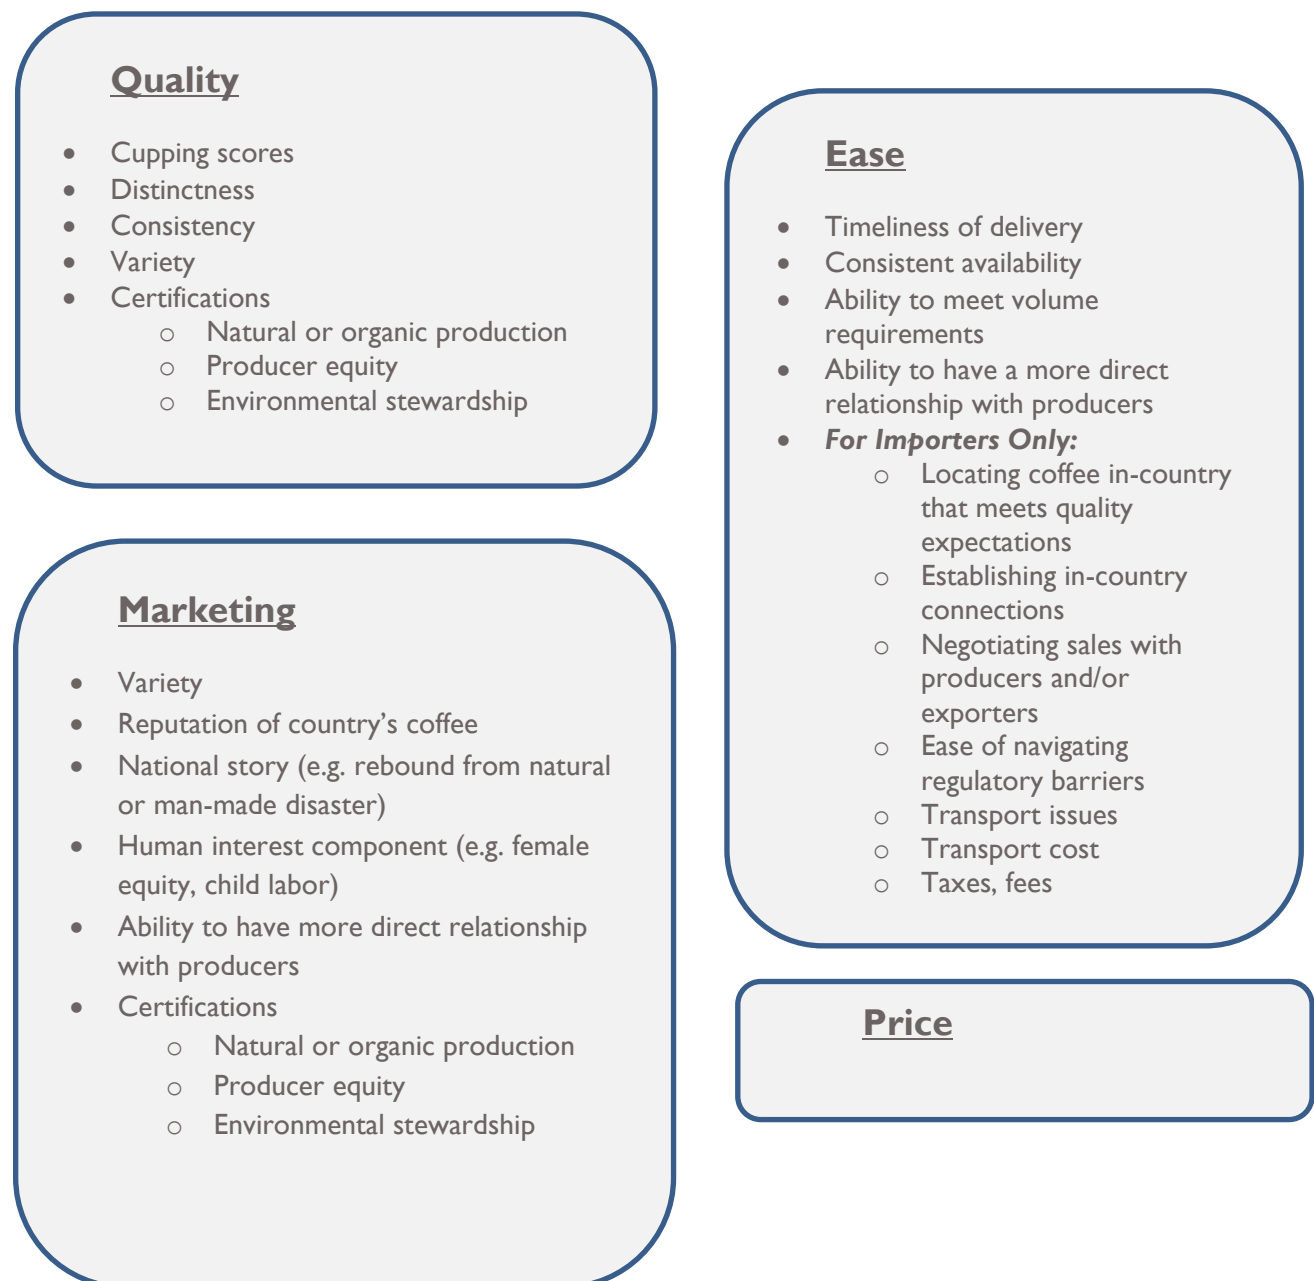 Quality
• Cupping scores
• Distinctness
• Consistency
• Variety
• Certifications
o Natural or organic production
o Producer equity
o Environmental stewardship
Marketing
• Variety
• Reputation of country’s coffee
• National story (e.g. rebound from natural
or man-made disaster)
• Human interest component (e.g. female
equity, child labor)
• Ability to have more direct relationship
with producers
• Certifications
o Natural or organic production
o Producer equity
o Environmental stewardship
Ease
• Timeliness of delivery
• Consistent availability
• Ability to meet volume
requirements
• Ability to have a more direct
relationship with producers
• For Importers Only:
o Locating coffee in-country
that meets quality
expectations
o Establishing in-country
connections
o Negotiating sales with
producers and/or
exporters
o Ease of navigating
regulatory barriers
o Transport issues
o Transport cost
o Taxes, fees
Price